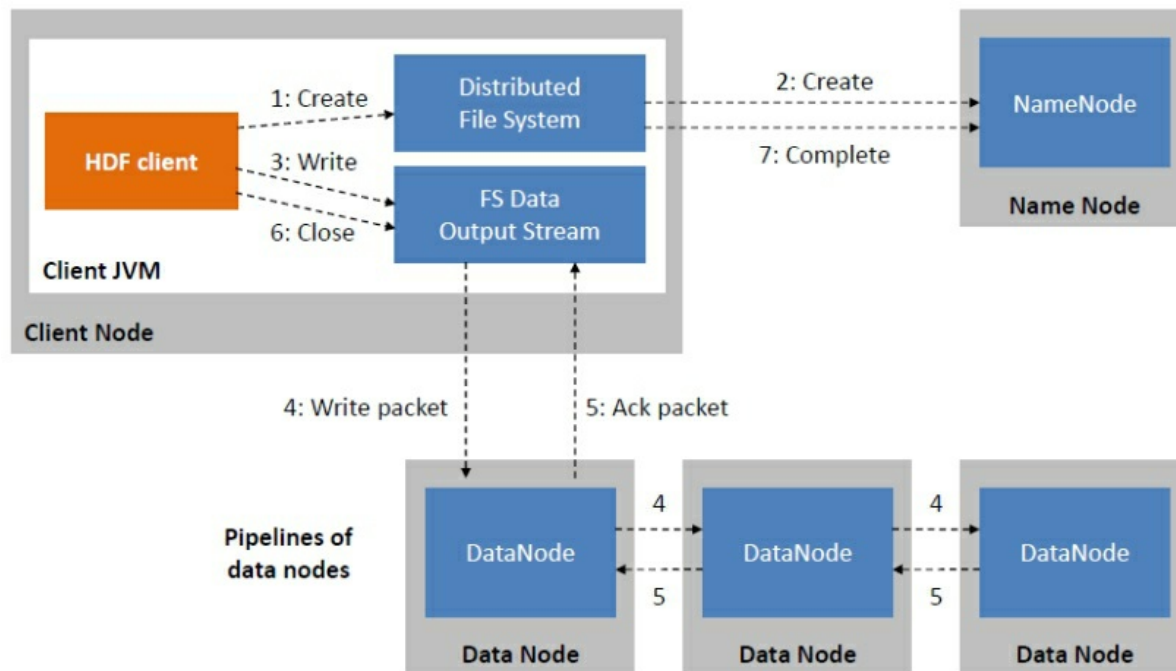 1: Create
Distributed
File System
2: Create
NameNode
HDF client
3: Write
7: Complete
FS Data
Output Stream
6: Close
Name Node
Client JVM
Client Node
4: Write packet
5: Ack packet
Pipelines of
data nodes
DataNode
4
DataNode
4
DataNode
5
5
Data Node
Data Node
Data Node